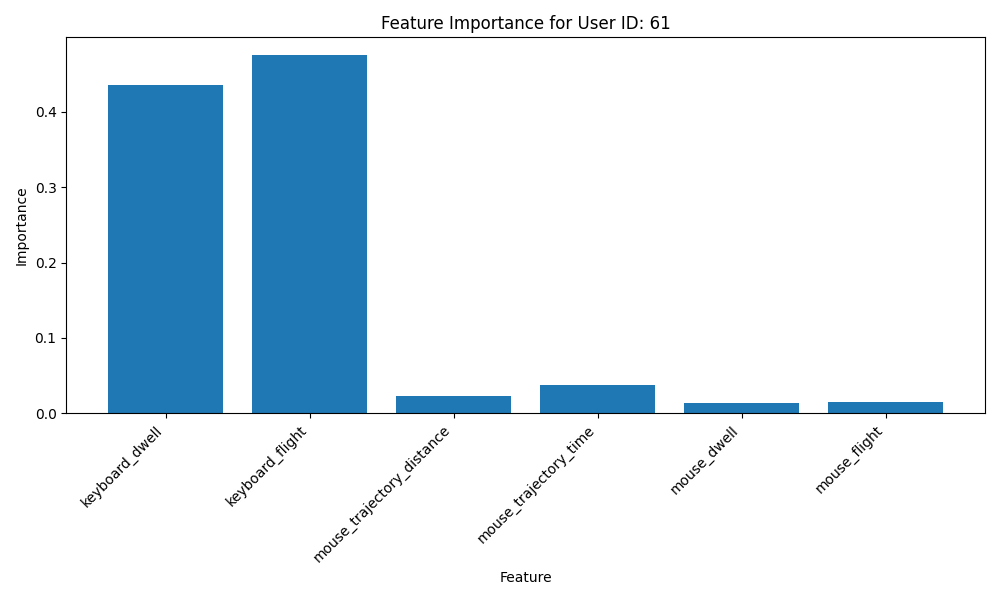 Feature Importance for User ID: 61
Importance
0.4
0.3
0.2
0.1
0.0
keyboard_dwell
keyboard_flight
mouse_trajectory_distance
mouse_trajectory_time
mouse_dwell
mouse_flight
Feature